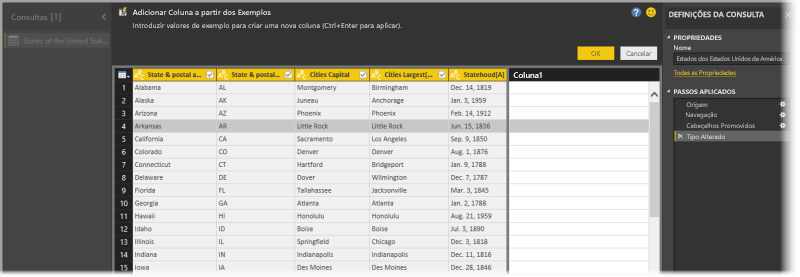 Consultas [1]
States of the United Stat...
Adicionar Coluna a partir dos Exemplos
Introduzir valores de exemplo para criar uma nova coluna (Ctrl+Enter para aplicar).
OK Cancelar
State & postal a... State & postal... Cities Capital Cities Largest[... Statehood[A] Coluna1
1 Alabama AL Montgomery Birmingham Dec. 14, 1819
2 Alaska AK Juneau Anchorage Jan. 3, 1959
3 Arizona AZ Phoenix Phoenix Feb. 14, 1912
4 Arkansas AR Little Rock Little Rock Jun. 15, 1836
5 California CA Sacramento Los Angeles Sep. 9, 1850
6 Colorado CO Denver Denver Aug. 1, 1876
7 Connecticut CT Hartford Bridgeport Jan. 9, 1788
8 Delaware DE Dover Wilmington Dec. 7, 1787
9 Florida FL Tallahassee Jacksonville Mar. 3, 1845
10 Georgia GA Atlanta Atlanta Jan. 2, 1788
11 Hawaii HI Honolulu Honolulu Aug. 21, 1959
12 Idaho ID Boise Boise Jul. 3, 1890
13 Illinois IL Springfield Chicago Dec. 3, 1818
14 Indiana IN Indianapolis Indianapolis Dec. 11, 1816
15 Iowa IA Des Moines Des Moines Dec. 28, 1846
DEFINIÇÕES DA CONSULTA
PROPRIEDADES
Nome
Estados dos Estados Unidos da América
Todas as Propriedades
PASSOS APLICADOS
Origem
Navegação
Cabeçalhos Promovidos
Tipo Alterado